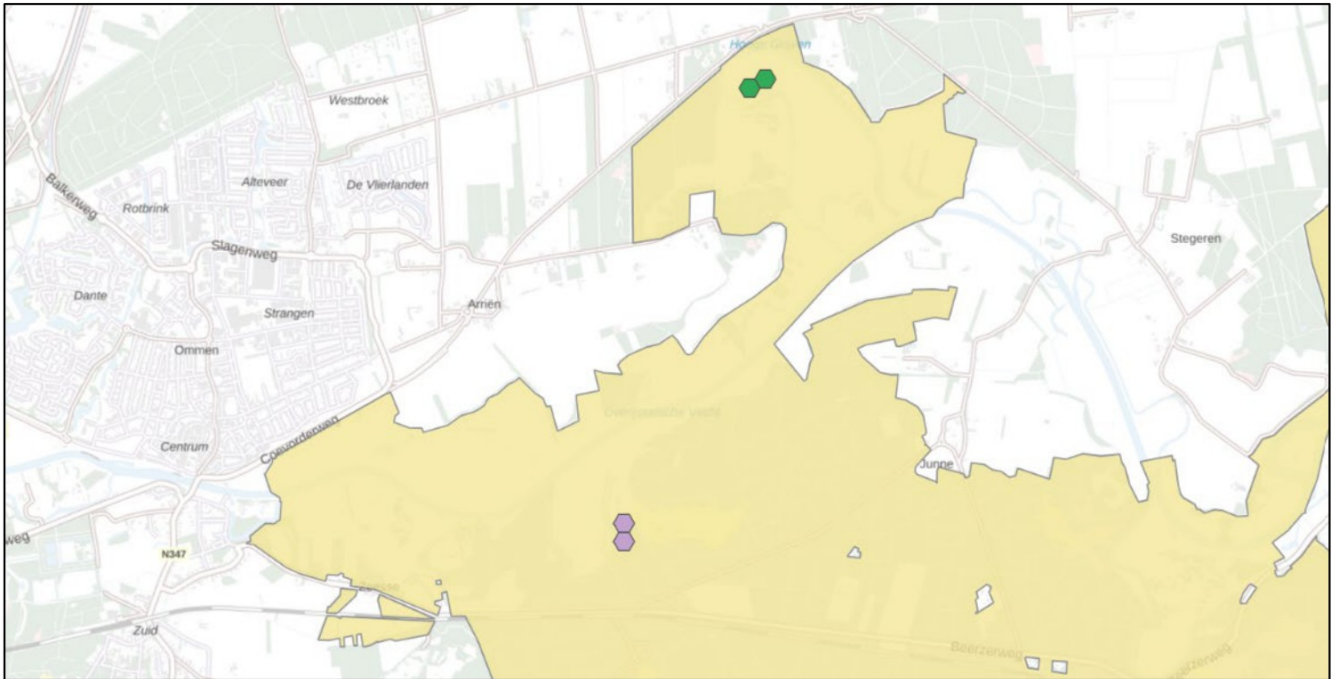 Westbroek
Alteveer
De Vlierlanden
Balkerweg
Rotbrink
Slagenweg
Stegeren
Dante
Arriën
Strangen
Ommen
Coevorderweg
Centrum
Junne
weg
N347
Zuid
Beerzerweg